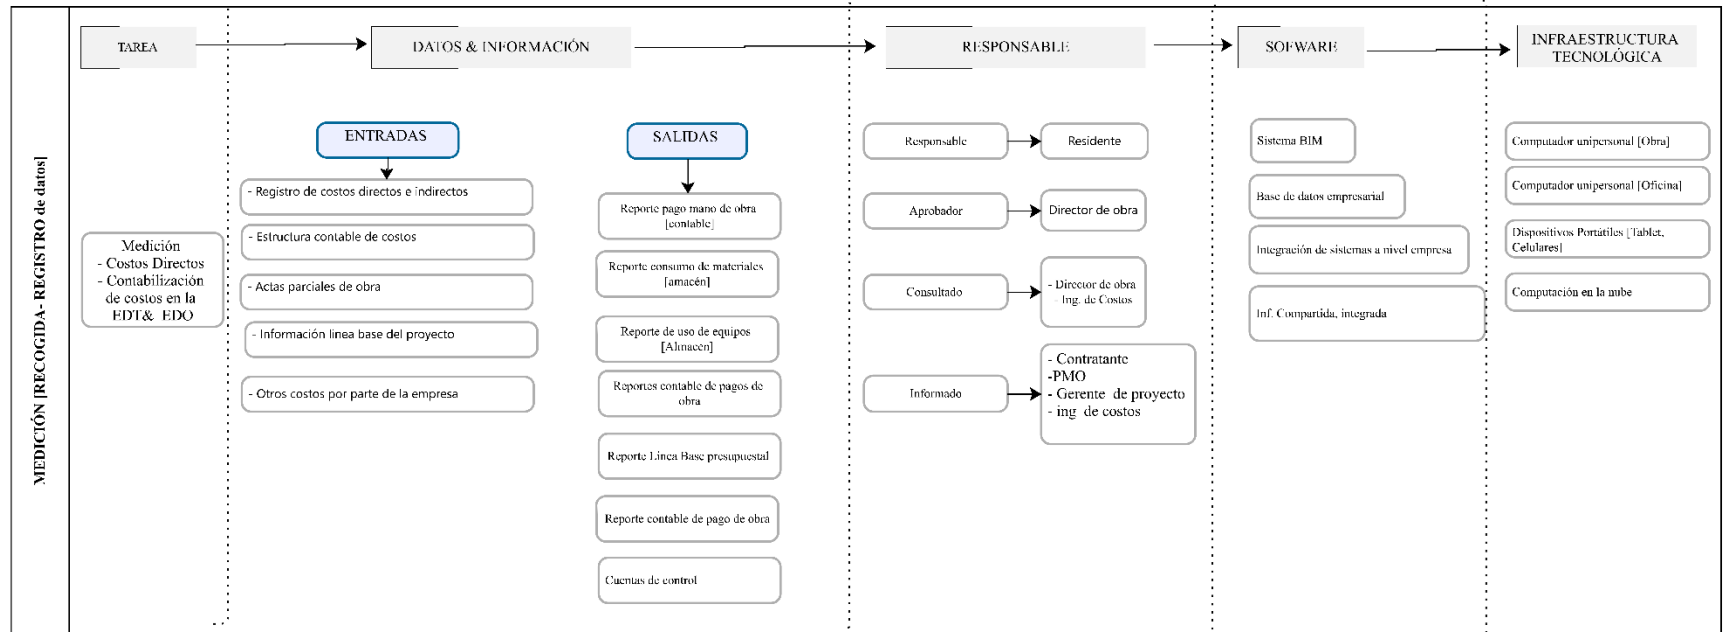 MEDICIÓN [RECOGIDA- REGISTRO de datos]
TAREA
DATOS & INFORMACIÓN
RESPONSABLE
SOFWARE
INFRAESTRUCTURA
TECNOLÓGICA
Medición
- Costos Directos
- Contabilización
de costos en la
EDT& EDO
ENTRADAS
- Registro de costos directos e indirectos
- Estructura contable de costos
- Actas parciales de obra
- Información linea base del proyecto
- Otros costos por parte de la empresa
SALIDAS
Reporte pago mano de obra
[contable]
Reporte consumo de materiales
[amacén]
Reporte de uso de equipos
[Almacen]
Reportes contable de pagos de
obra
Reporte Linea Base presupuestal
Reporte contable de pago de obra
Cuentas de control
Responsable
Residente
Aprobador
Director de obra
Consultado
- Director de obra
- Ing. de Costos
Informado
- Contratante
-PMO
- Gerente de proyecto
- ing de costos
Sistema BIM
Base de datos empresarial
Integración de sistemas a nivel empresa
Inf. Compartida, integrada
Computador unipersonal [Obra]
Computador unipersonal [Oficina]
Dispositivos Portátiles [Tablet,
Celulares]
Computación en la nube